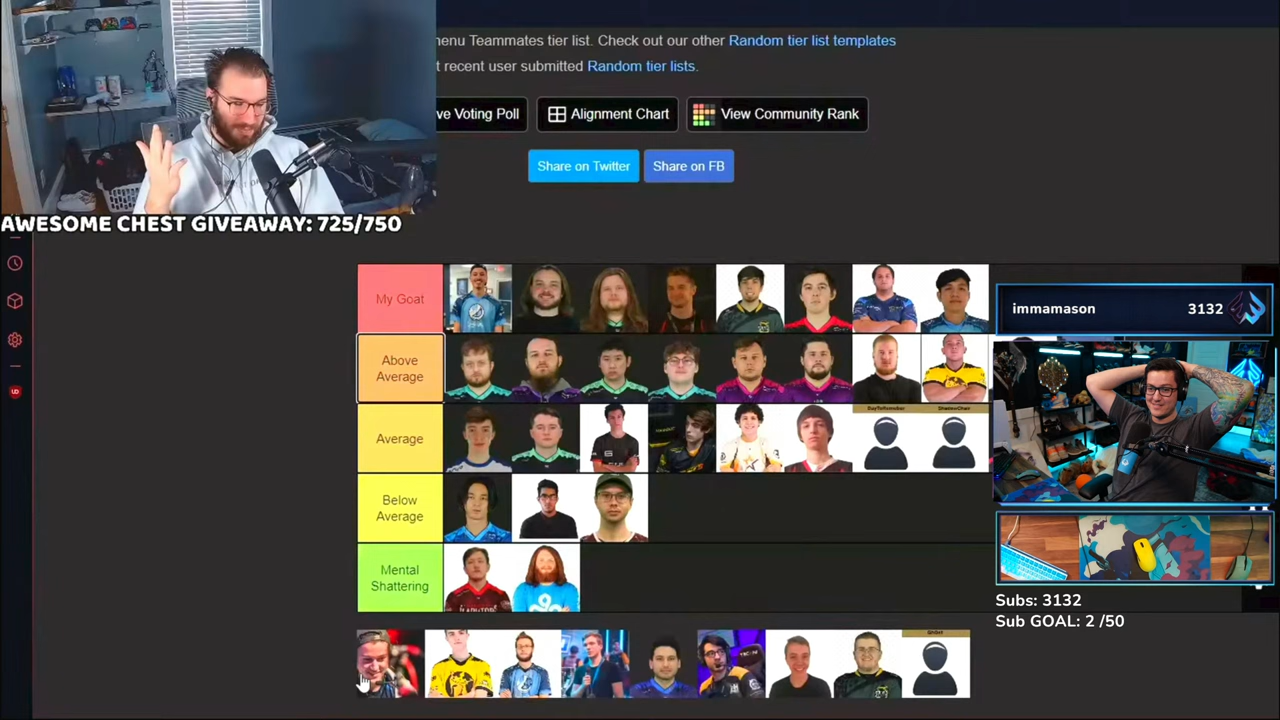 enu Teammates tier list. Check out our other Random tier list templates
t recent user submitted Random tier lists.
ve Voting Poll
Alignment Chart
View Community Rank
Share on Twitter
Share on FB
AWESOME CHEST GIVEAWAY: 725/750
My Goat
Above
Average
Average
Below
Average
Mental
Shattering
immamason 3132
Subs: 3132
Sub GOAL: 2 /50